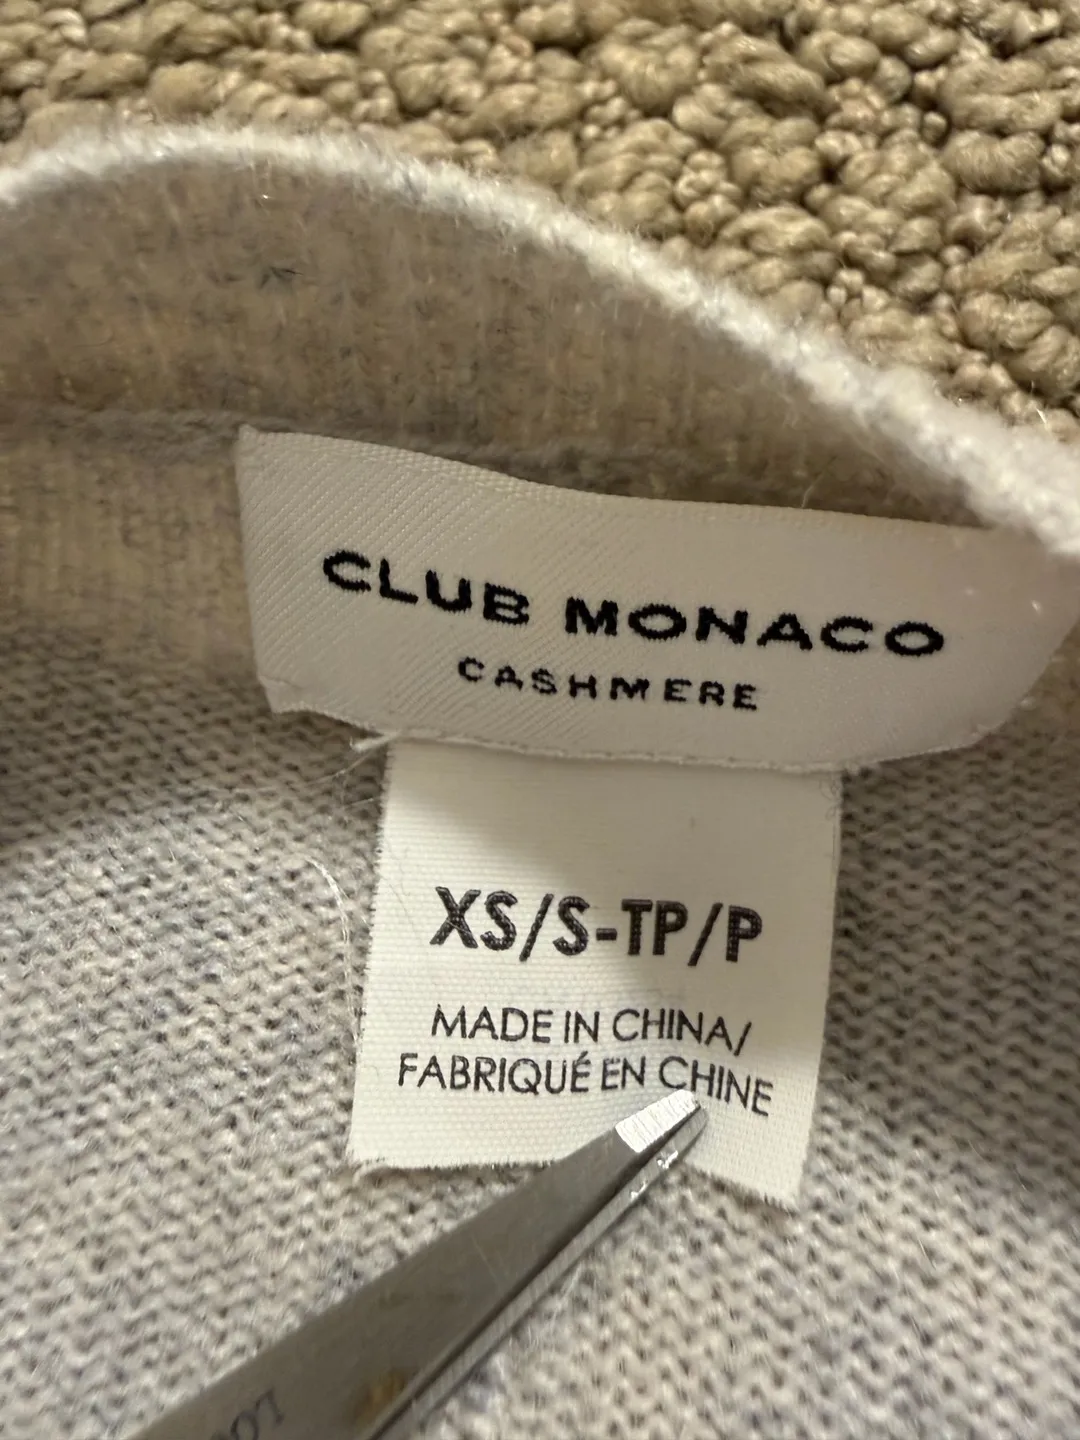 CLUB MONACO
CASHMERE
XS/S-TP/P
MADE IN CHINA/
FABRIQUÉ EN CHINE